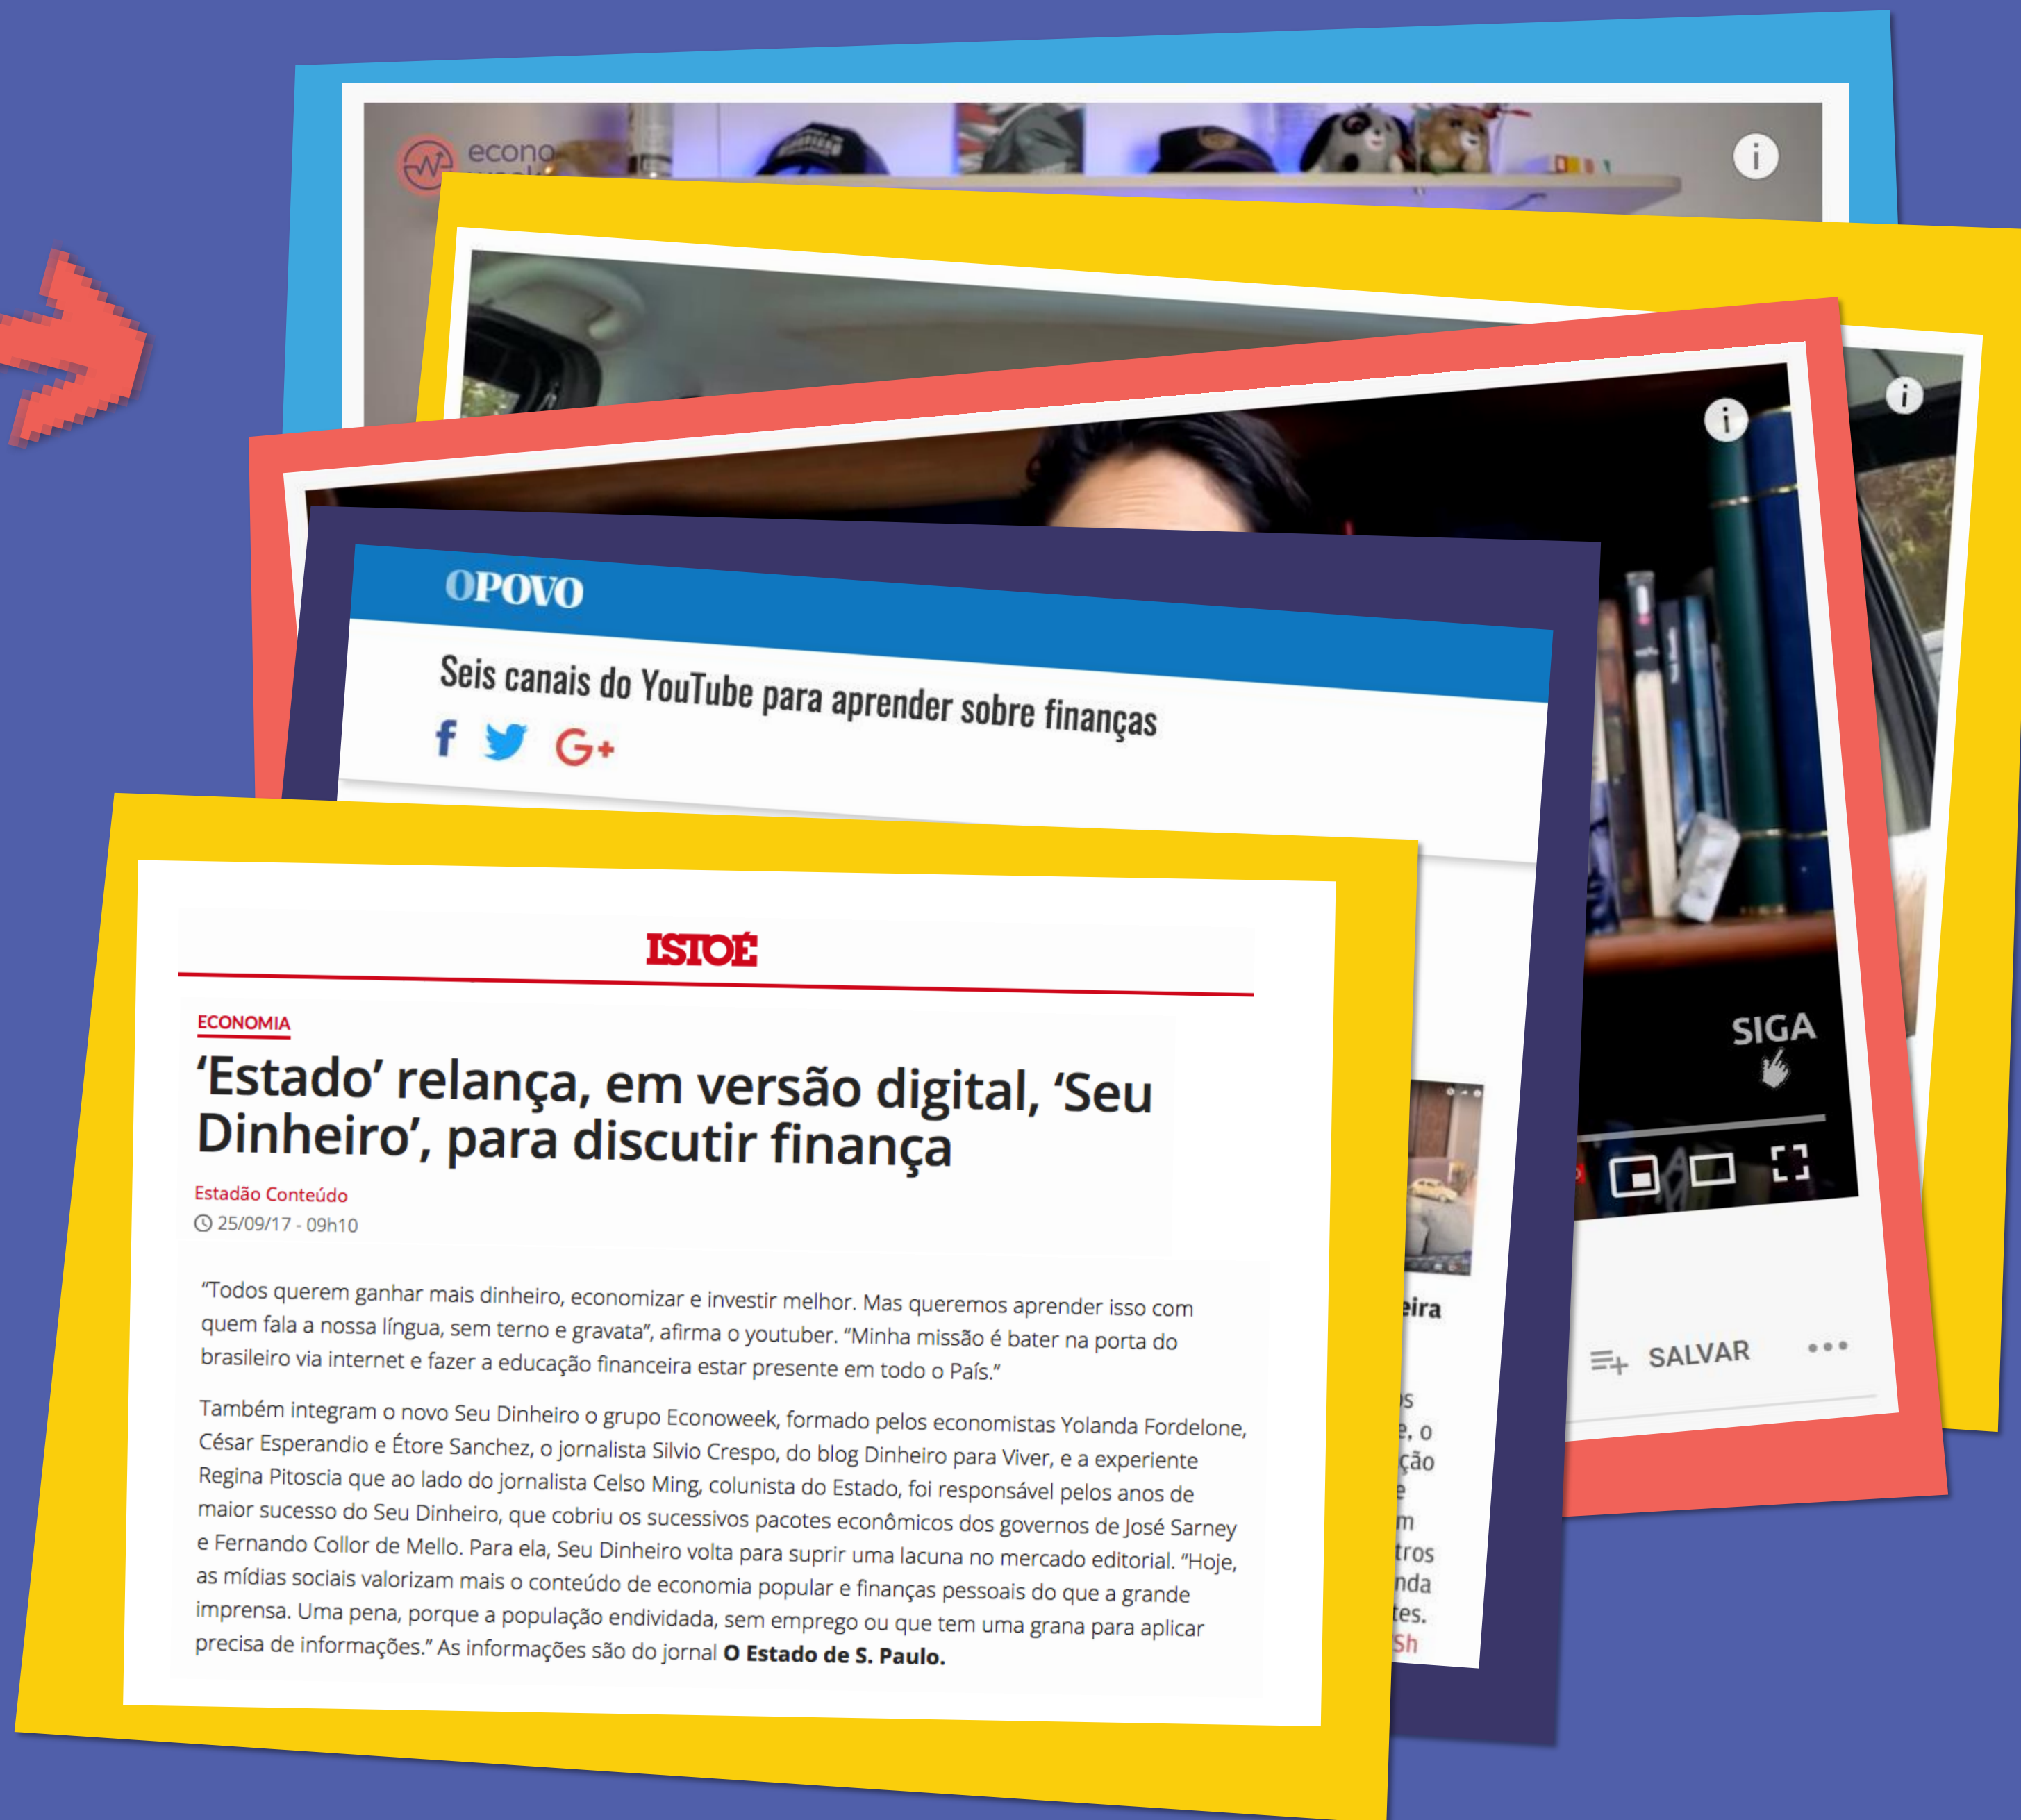 econo
OPOVO
Seis canais do YouTube para aprender sobre finanças
G+
ISTOÉ
ECONOMIA
‘Estado’ relança, em versão digital, ‘Seu
Dinheiro’, para discutir finança
Estadão Conteúdo
25/09/17 - 09h10
“Todos querem ganhar mais dinheiro, economizar e investir melhor. Mas queremos aprender isso com
quem fala a nossa língua, sem terno e gravata”, afirma o youtuber. “Minha missão é bater na porta do
brasileiro via internet e fazer a educação financeira estar presente em todo o País.”
Também integram o novo Seu Dinheiro o grupo Econoweek, formado pelos economistas Yolanda Fordelone,
César Esperandio e Étore Sanchez, o jornalista Silvio Crespo, do blog Dinheiro para Viver, e a experiente
Regina Pitoscia que ao lado do jornalista Celso Ming, colunista do Estado, foi responsável pelos anos de
maior sucesso do Seu Dinheiro, que cobriu os sucessivos pacotes econômicos dos governos de José Sarney
e Fernando Collor de Mello. Para ela, Seu Dinheiro volta para suprir uma lacuna no mercado editorial. “Hoje,
as mídias sociais valorizam mais o conteúdo de economia popular e finanças pessoais do que a grande
imprensa. Uma pena, porque a população endividada, sem emprego ou que tem uma grana para aplicar
precisa de informações.” As informações são do jornal O Estado de S. Paulo.
eira
e, o
ção
e
m
tros
nda
tes.
Sh
SIGA
SALVAR